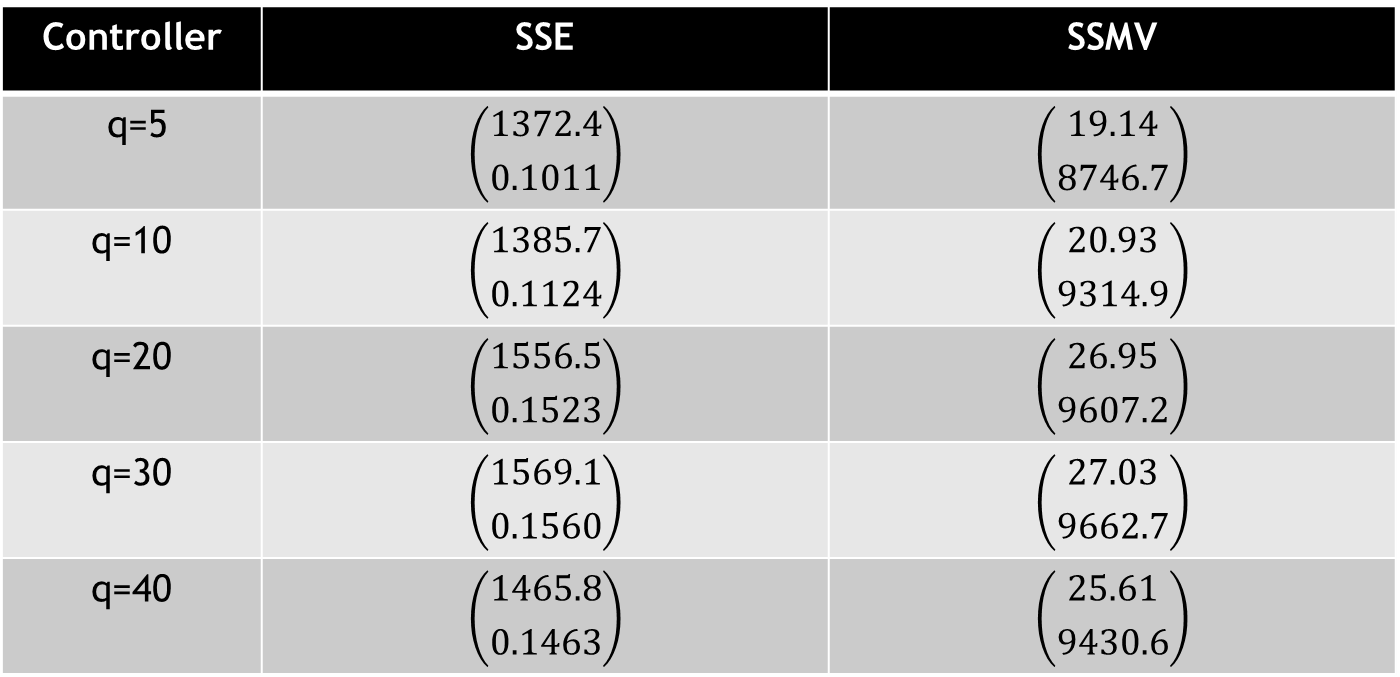 Controller SSE SSMV
q=5 (1372.4 0.1011) (19.14 8746.7)
q=10 (1385.7 0.1124) (20.93 9314.9)
q=20 (1556.5 0.1523) (26.95 9607.2)
q=30 (1569.1 0.1560) (27.03 9662.7)
q=40 (1465.8 0.1463) (25.61 9430.6)